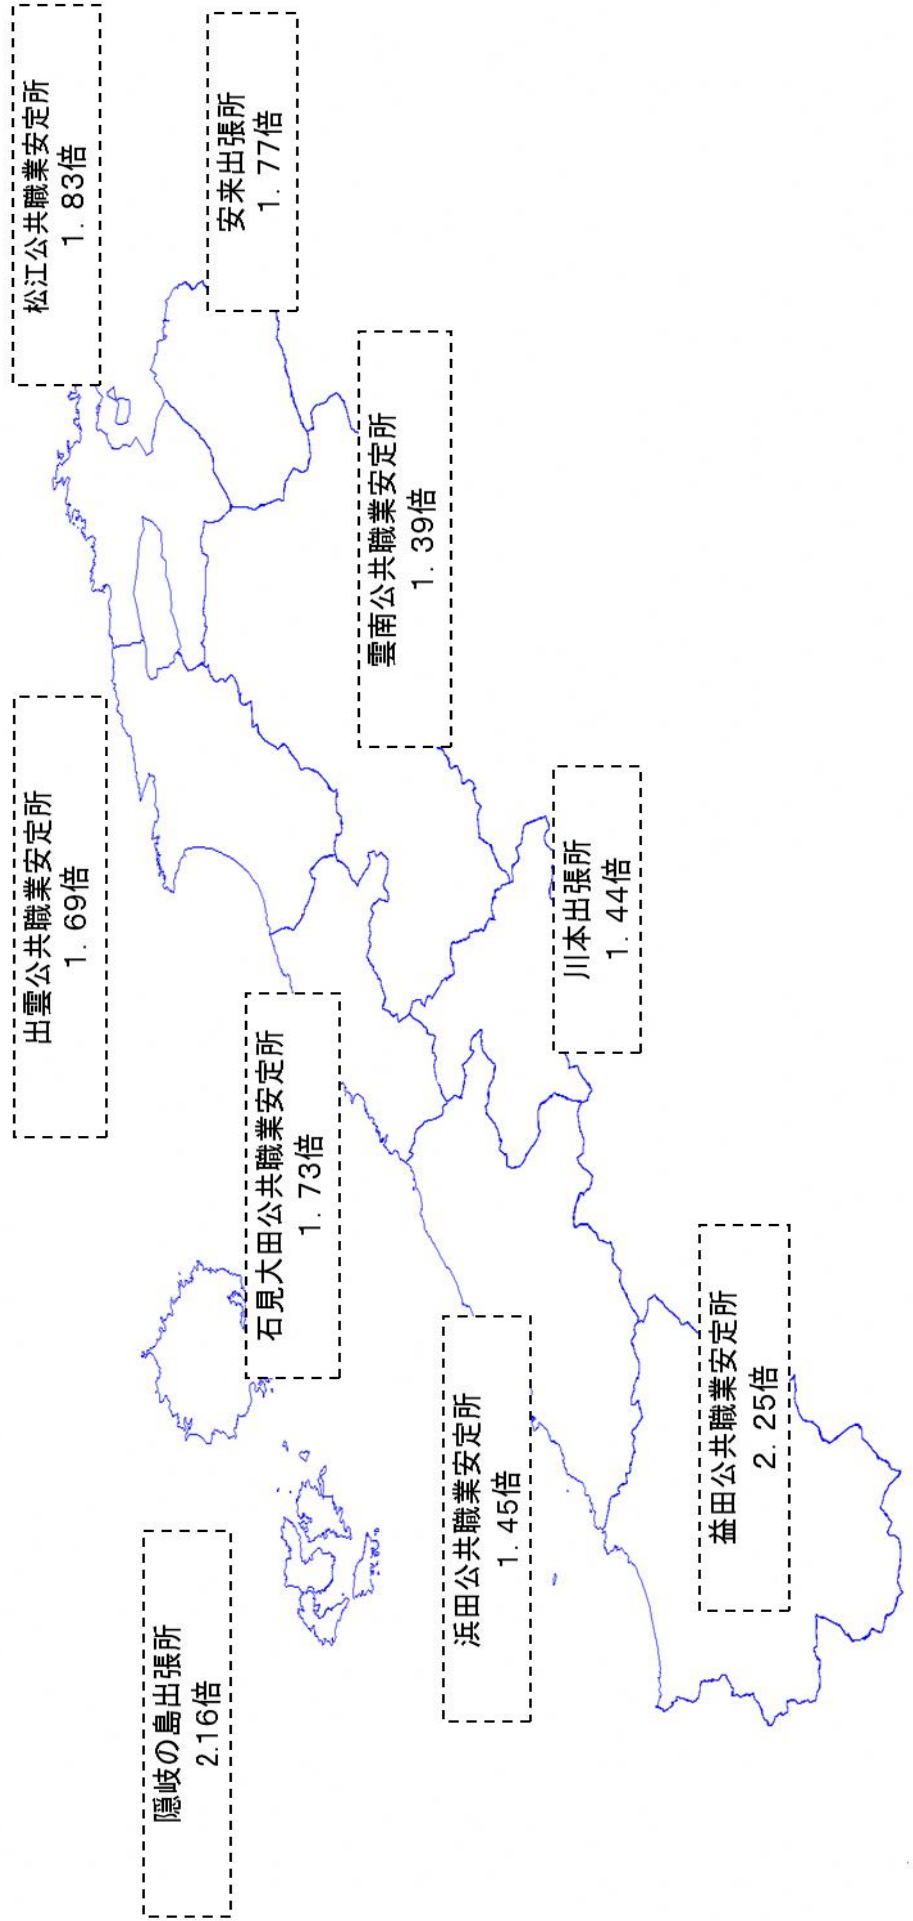 隠岐の島出張所
2.16倍
出雲公共職業安定所
1. 69倍
松江公共職業安定所
1. 83倍
安来出張所
1. 77倍
石見大田公共職業安定所
1. 73倍
雲南公共職業安定所
1. 39倍
浜田公共職業安定所
1. 45倍
川本出張所
1. 44倍
益田公共職業安定所
2. 25倍